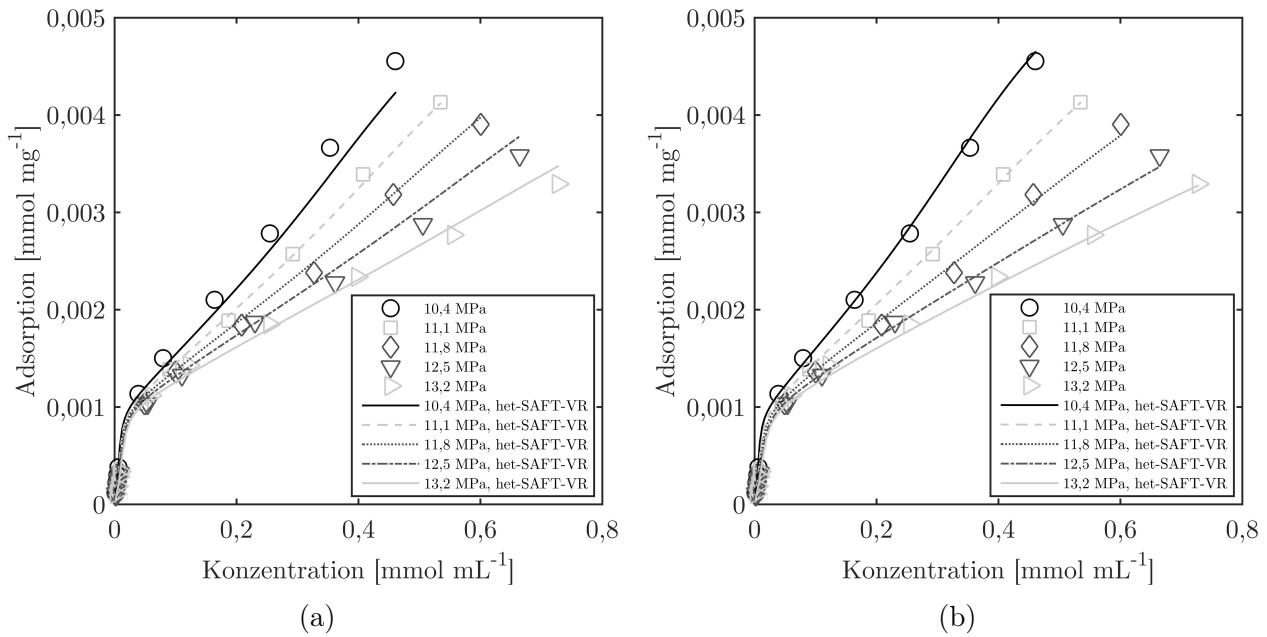 0,005
0,004
0,003
0,002
0,001
0
Adsorption [mmol mg⁻¹]
10,4 MPa
11,1 MPa
11,8 MPa
12,5 MPa
13,2 MPa
10,4 MPa, het-SAFT-VR
11,1 MPa, het-SAFT-VR
11,8 MPa, het-SAFT-VR
12,5 MPa, het-SAFT-VR
13,2 MPa, het-SAFT-VR
0 0,2 0,4 0,6 0,8
Konzentration [mmol mL⁻¹]
(a)
0,005
0,004
0,003
0,002
0,001
0
Adsorption [mmol mg⁻¹]
10,4 MPa
11,1 MPa
11,8 MPa
12,5 MPa
13,2 MPa
10,4 MPa, het-SAFT-VR
11,1 MPa, het-SAFT-VR
11,8 MPa, het-SAFT-VR
12,5 MPa, het-SAFT-VR
13,2 MPa, het-SAFT-VR
0 0,2 0,4 0,6 0,8
Konzentration [mmol mL⁻¹]
(b)